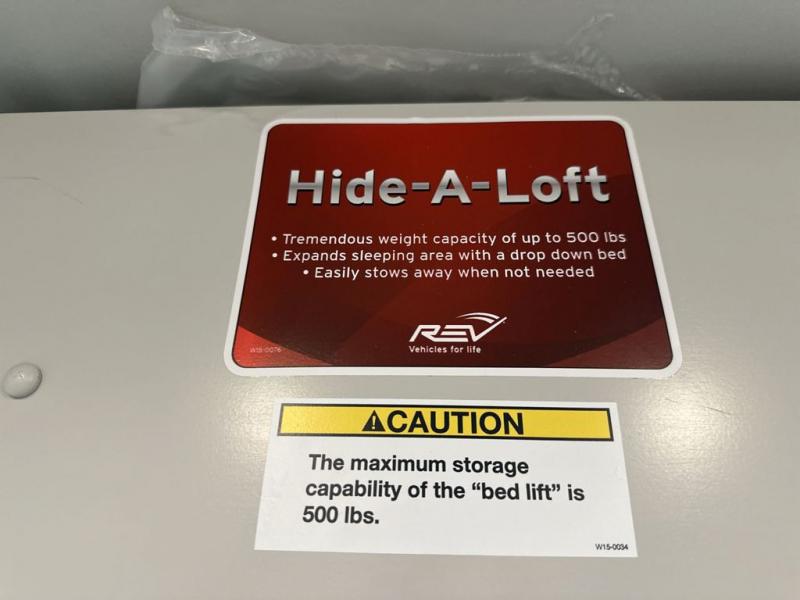 Hide-A-Loft
• Tremendous weight capacity of up to 500 lbs
• Expands sleeping area with a drop down bed
• Easily stows away when not needed
REV
Vehicles for life
W15-0076
⚠CAUTION
The maximum storage
capability of the “bed lift” is
500 lbs.
W15-0034